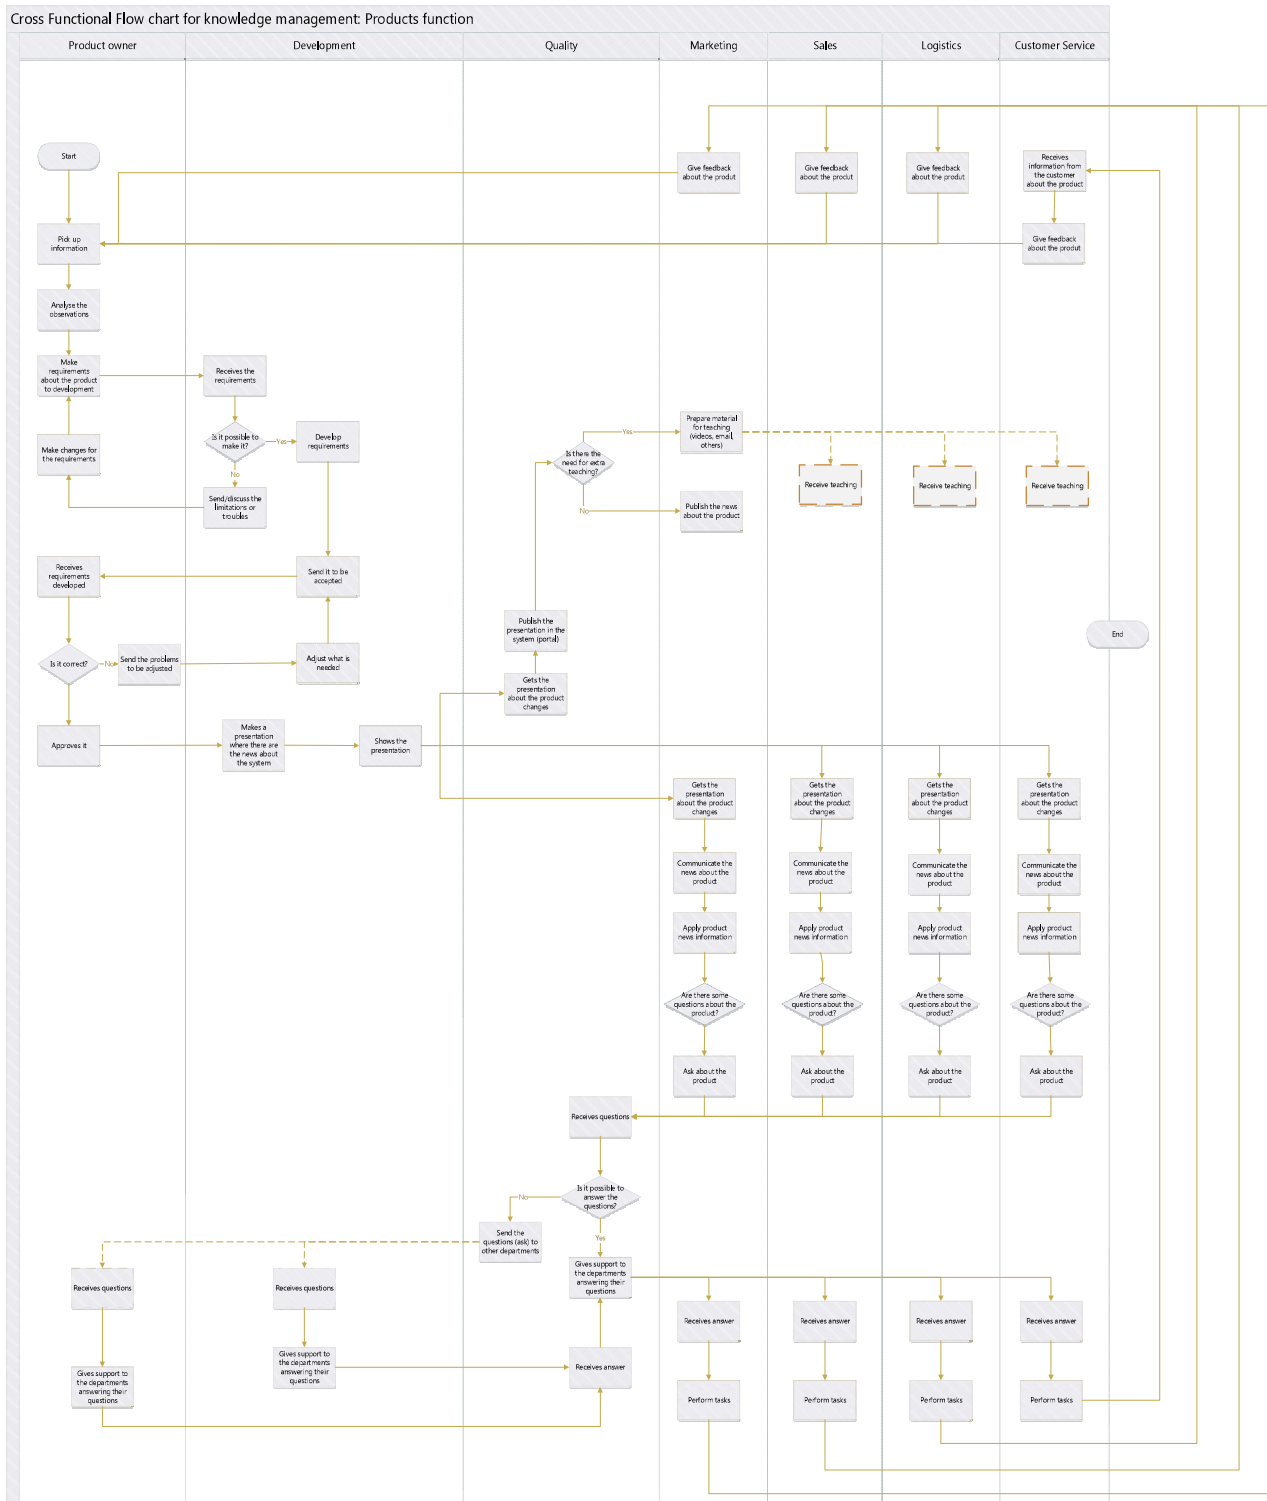 Cross Functional Flow chart for knowledge management: Products function
Product owner
Development
Quality
Marketing
Sales
Logistics
Customer Service
Start
Give feedback
about the produt
Give feedback
about the produt
Give feedback
about the produt
Receives
information from
the customer
about the product
Pick up
information
Give feedback
about the produt
Analyse the
observations
Make
requirements
about the product
to development
Receives the
requirements
Make changes for
the requirements
Is it possible to
make it?
Yes
Develop
requirements
No
Send/discuss the
limitations or
troubles
Is there the
need for extra
teaching?
Yes
Prepare material
for teaching
(videos, email,
others)
Receive teaching
Receive teaching
Receive teaching
No
Publish the news
about the product
Receives
requirements
developed
Send it to be
accepted
Publish the
presentation in the
system (portal)
End
Is it correct?
No
Send the problems
to be adjusted
Adjust what is
needed
Gets the
presentation
about the product
changes
Approves it
Makes a
presentation
where there are
the news about
the system
Shows the
presentation
Gets the
presentation
about the product
changes
Gets the
presentation
about the product
changes
Gets the
presentation
about the product
changes
Gets the
presentation
about the product
changes
Communicate the
news about the
product
Communicate the
news about the
product
Communicate the
news about the
product
Communicate the
news about the
product
Apply product
news information
Apply product
news information
Apply product
news information
Apply product
news information
Are there some
questions about the
product?
Are there some
questions about the
product?
Are there some
questions about the
product?
Are there some
questions about the
product?
Ask about the
product
Ask about the
product
Ask about the
product
Ask about the
product
Receives questions
Is it possible to
answer the
questions?
No
Yes
Send the
questions (ask) to
other departments
Gives support to
the departments
answering their
questions
Receives questions
Receives questions
Receives answer
Receives answer
Receives answer
Receives answer
Gives support to
the departments
answering their
questions
Gives support to
the departments
answering their
questions
Receives answer
Perform tasks
Perform tasks
Perform tasks
Perform tasks